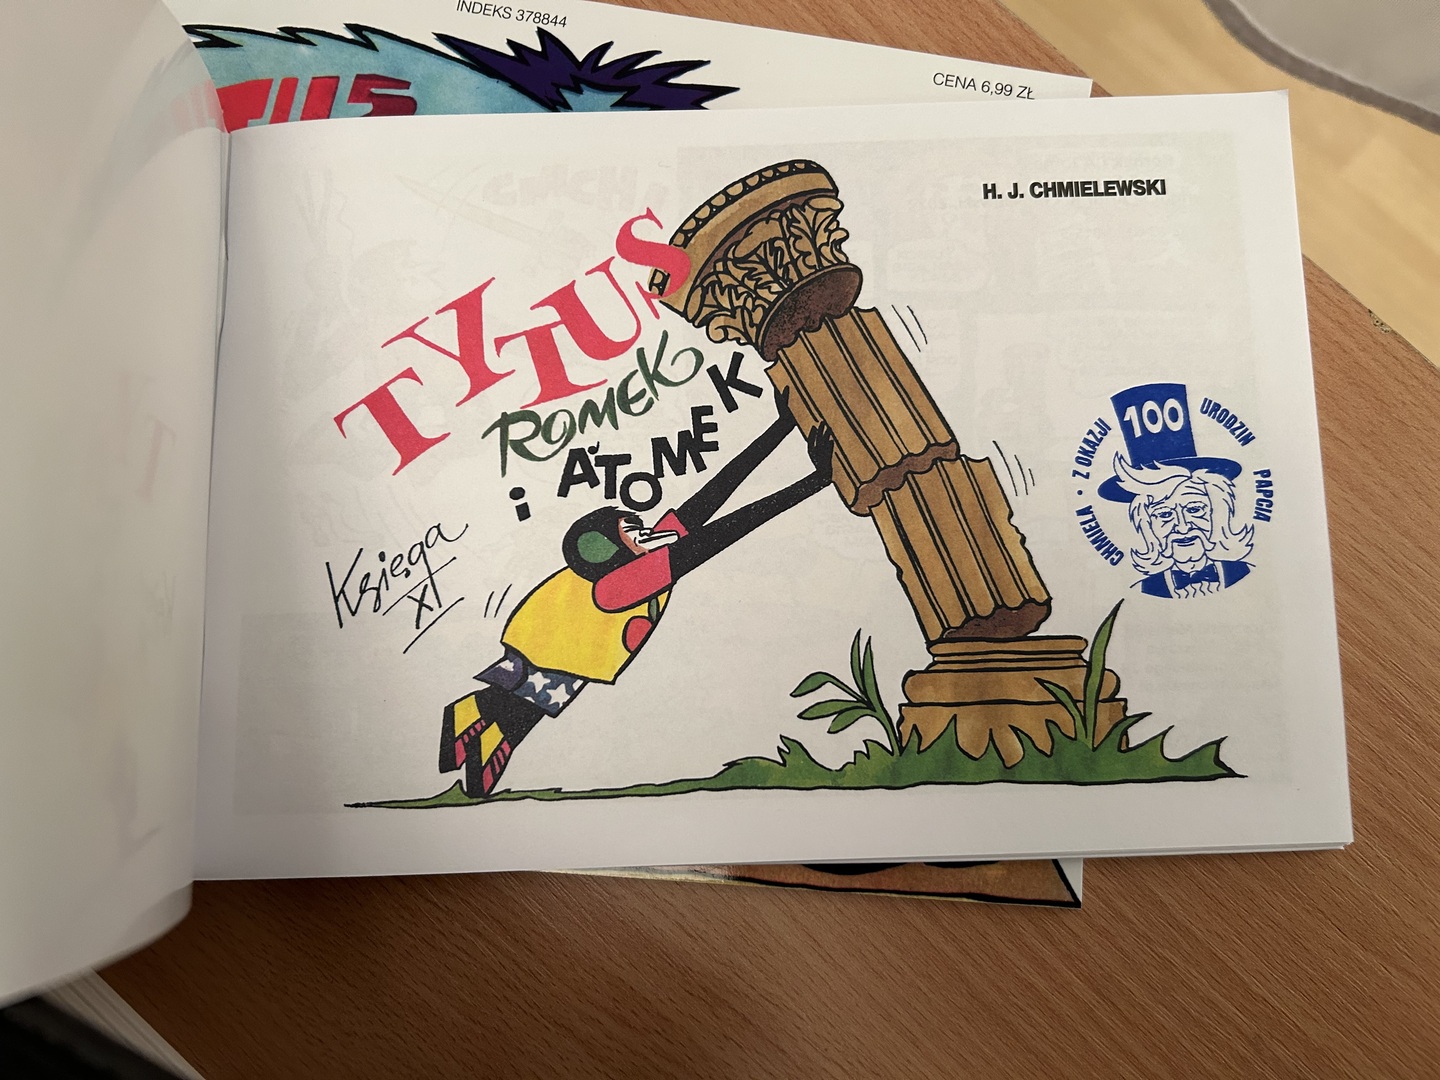 INDEKS 378844
CENA 6,99 ZŁ
H. J. CHMIELEWSKI
TYTUS
ROMEK
i ATOMEK
Księga
XI
100
Z OKAZJI URODZIN PAPCIA CHMIELA •